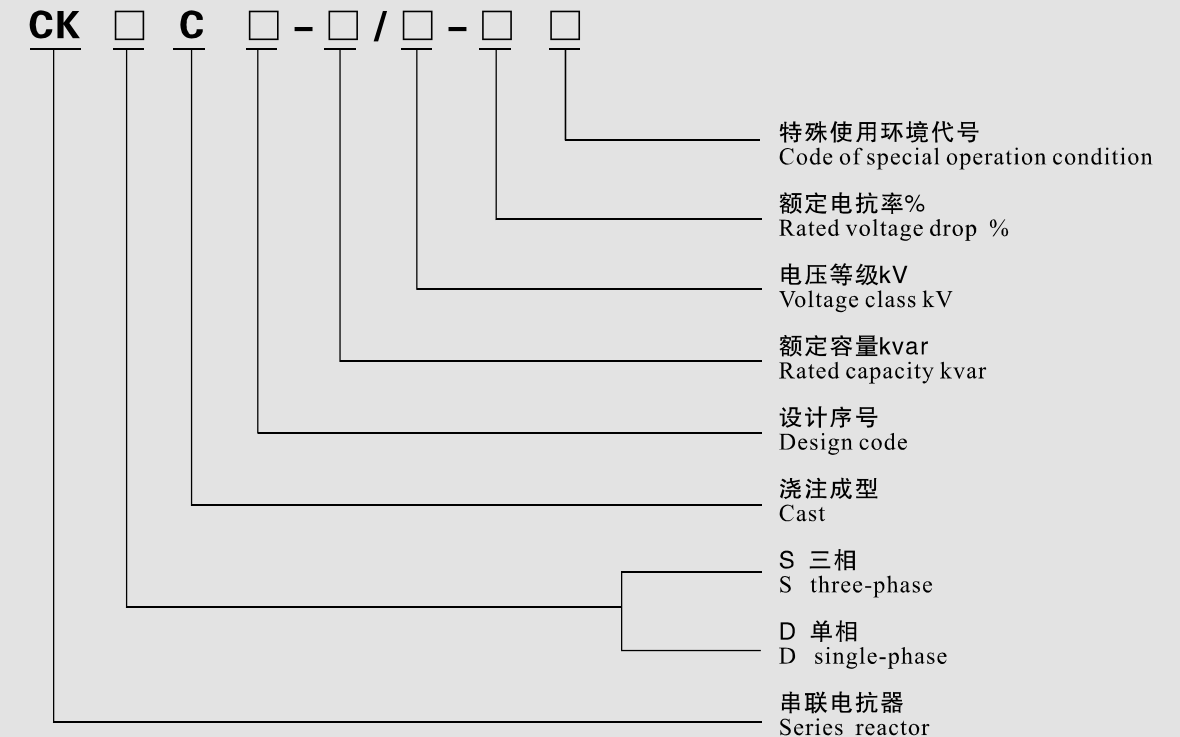 CK □ C □ – □ / □ – □ □
特殊使用环境代号
Code of special operation condition
额定电抗率%
Rated voltage drop %
电压等级kV
Voltage class kV
额定容量kvar
Rated capacity kvar
设计序号
Design code
浇注成型
Cast
S 三相
S three-phase
D 单相
D single-phase
串联电抗器
Series reactor